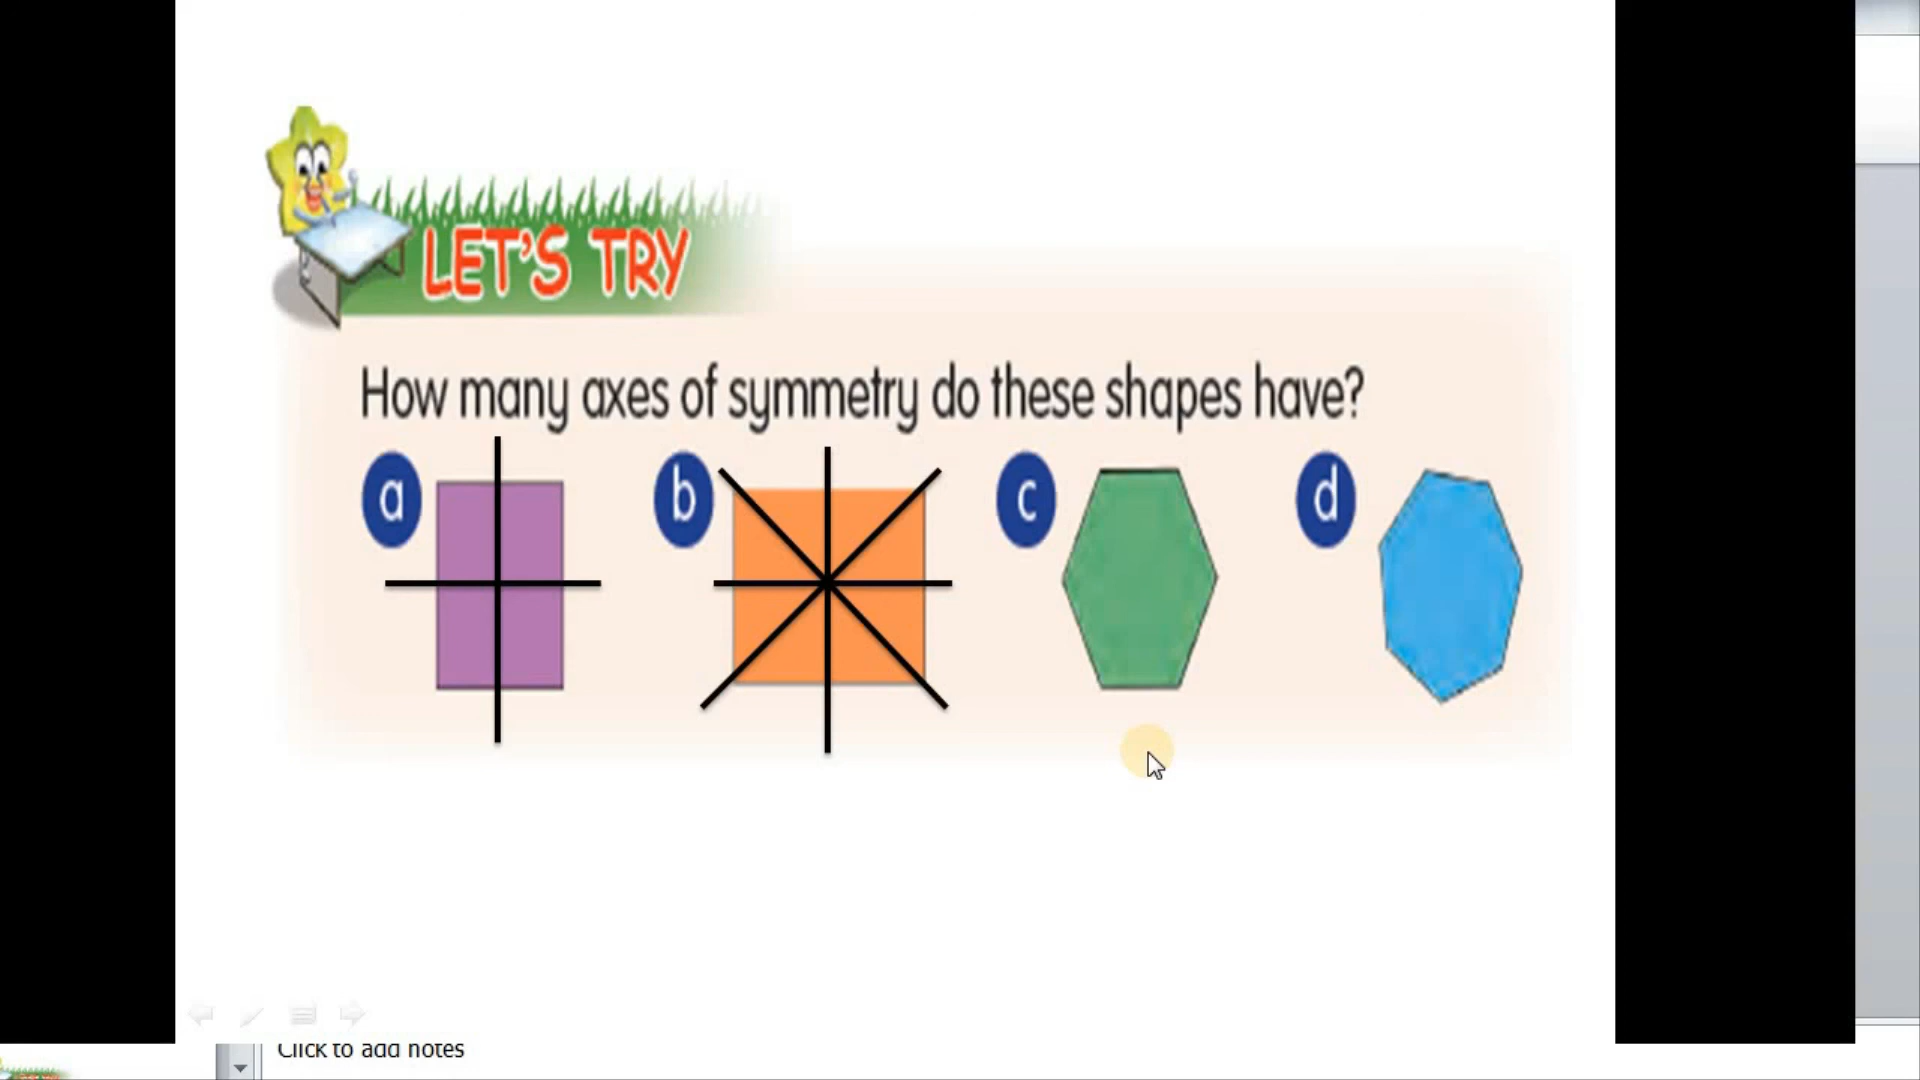 LET'S TRY
How many axes of symmetry do these shapes have?
a b c d
Click to add notes